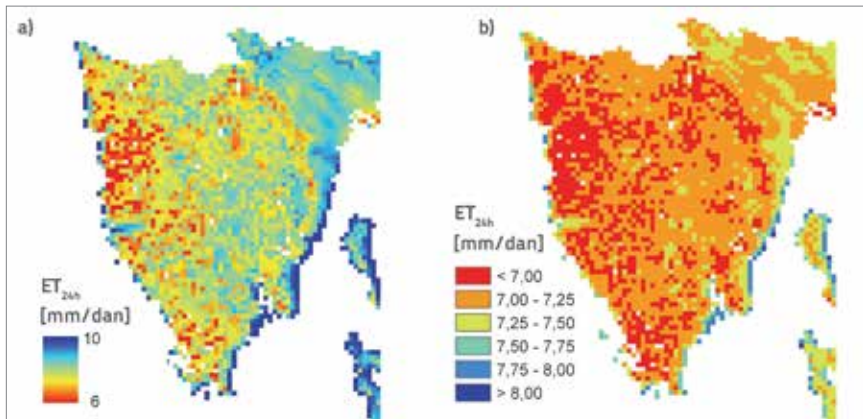 a)
ET24h
[mm/dan]
10
6
b)
ET24h
[mm/dan]
< 7,00
7,00 - 7,25
7,25 - 7,50
7,50 - 7,75
7,75 - 8,00
> 8,00